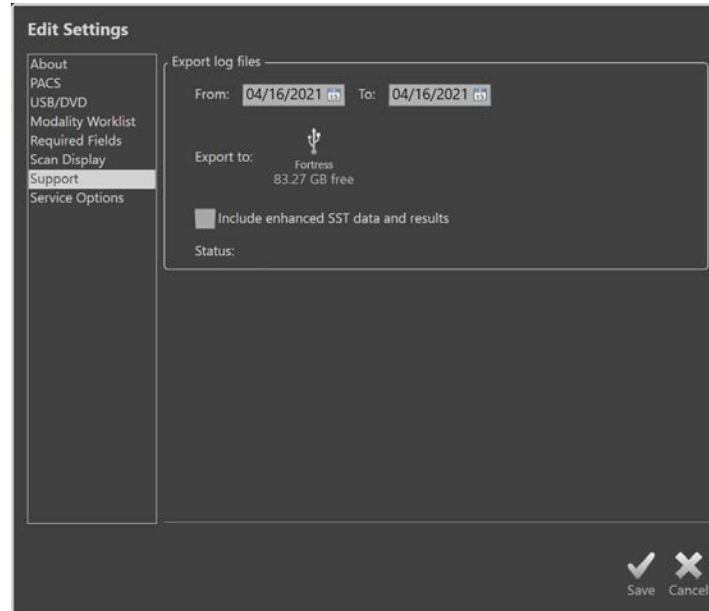 Edit Settings
About
PACS
USB/DVD
Modality Worklist
Required Fields
Scan Display
Support
Service Options
Export log files
From: 04/16/2021 To: 04/16/2021
Export to:
Fortress
83.27 GB free
Include enhanced SST data and results
Status:
Save Cancel